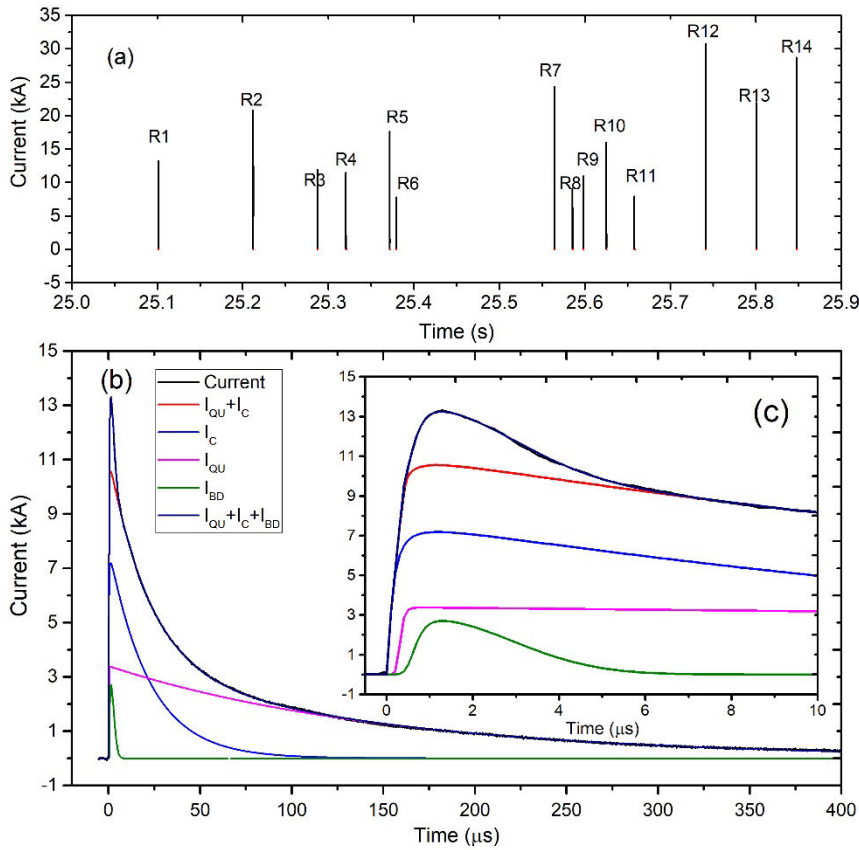 (a)
Current (kA)
35
30
25
20
15
10
5
0
-5
R1
R2
R3
R4
R5
R6
R7
R8
R9
R10
R11
R12
R13
R14
25.0 25.1 25.2 25.3 25.4 25.5 25.6 25.7 25.8 25.9
Time (s)
(b)
Current (kA)
15
13
11
9
7
5
3
1
-1
Current
I_QU+I_C
I_C
I_QU
I_BD
I_QU+I_C+I_BD
(c)
15
13
11
9
7
5
3
1
-1
0 2 4 6 8 10
Time (μs)
0 50 100 150 200 250 300 350 400
Time (μs)